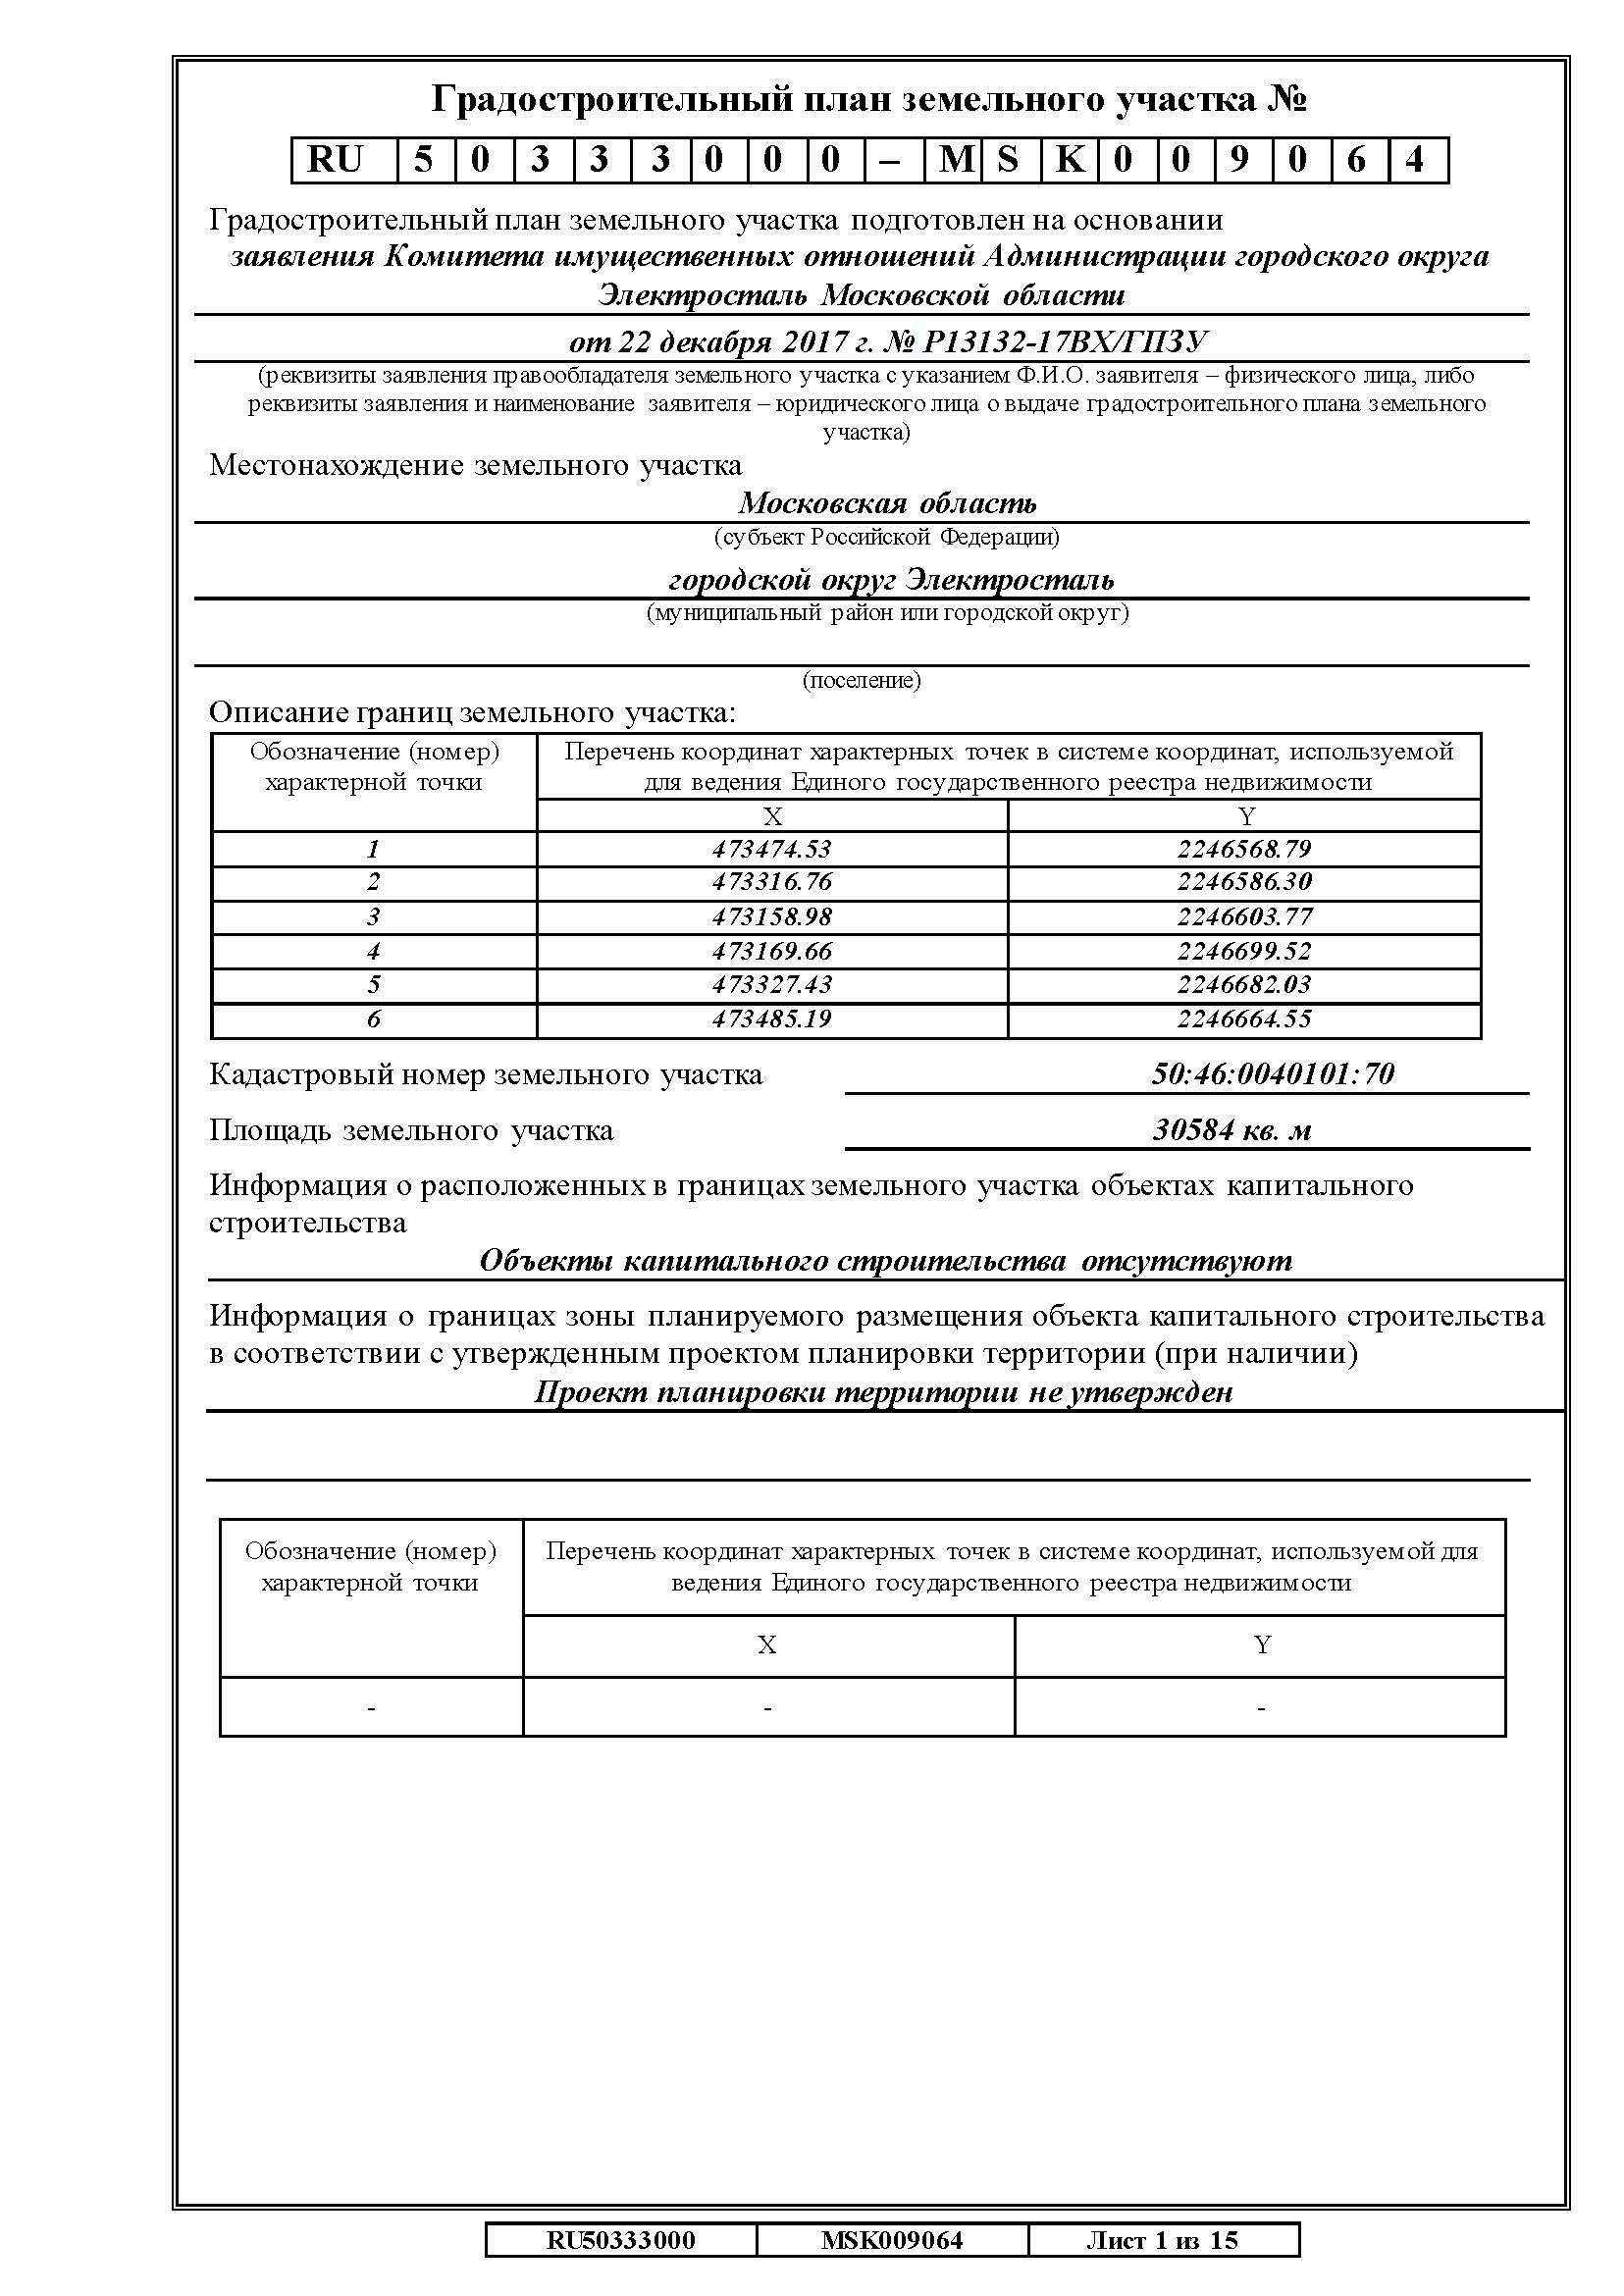 Градостроительный план земельного участка №
RU 5 0 3 3 3 0 0 0 – M S K 0 0 9 0 6 4
Градостроительный план земельного участка подготовлен на основании
заявления Комитета имущественных отношений Администрации городского округа
Электросталь Московской области
от 22 декабря 2017 г. № Р13132-17ВХ/ГПЗУ
(реквизиты заявления правообладателя земельного участка с указанием Ф.И.О. заявителя – физического лица, либо
реквизиты заявления и наименование заявителя – юридического лица о выдаче градостроительного плана земельного
участка)
Местонахождение земельного участка
Московская область
(субъект Российской Федерации)
городской округ Электросталь
(муниципальный район или городской округ)
(поселение)
Описание границ земельного участка:
Обозначение (номер) характерной точки
Перечень координат характерных точек в системе координат, используемой
для ведения Единого государственного реестра недвижимости
X Y
1 473474.53 2246568.79
2 473316.76 2246586.30
3 473158.98 2246603.77
4 473169.66 2246699.52
5 473327.43 2246682.03
6 473485.19 2246664.55
Кадастровый номер земельного участка 50:46:0040101:70
Площадь земельного участка 30584 кв. м
Информация о расположенных в границах земельного участка объектах капитального
строительства
Объекты капитального строительства отсутствуют
Информация о границах зоны планируемого размещения объекта капитального строительства
в соответствии с утвержденным проектом планировки территории (при наличии)
Проект планировки территории не утвержден
Обозначение (номер) характерной точки
Перечень координат характерных точек в системе координат, используемой для
ведения Единого государственного реестра недвижимости
X Y
- - -
RU50333000 MSK009064 Лист 1 из 15